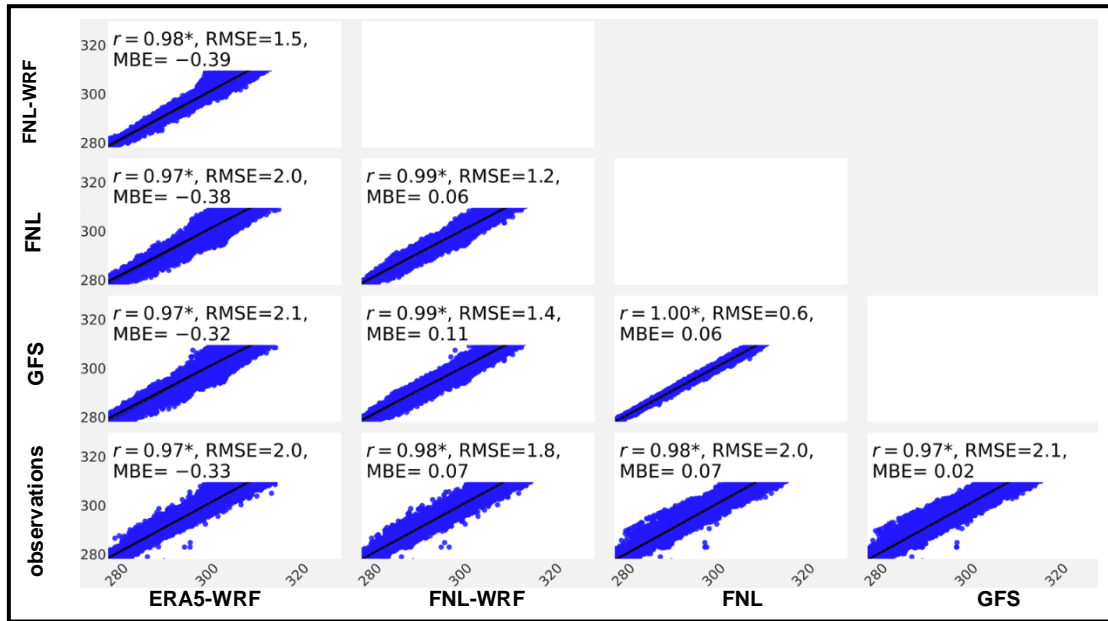 FNL-WRF
320
300
280
r = 0.98*, RMSE=1.5,
MBE= −0.39
FNL
320
300
280
r = 0.97*, RMSE=2.0,
MBE= −0.38
r = 0.99*, RMSE=1.2,
MBE= 0.06
GFS
320
300
280
r = 0.97*, RMSE=2.1,
MBE= −0.32
r = 0.99*, RMSE=1.4,
MBE= 0.11
r = 1.00*, RMSE=0.6,
MBE= 0.06
observations
320
300
280
r = 0.97*, RMSE=2.0,
MBE= −0.33
r = 0.98*, RMSE=1.8,
MBE= 0.07
r = 0.98*, RMSE=2.0,
MBE= 0.07
r = 0.97*, RMSE=2.1,
MBE= 0.02
280 300 320 280 300 320 280 300 320 280 300 320
ERA5-WRF FNL-WRF FNL GFS